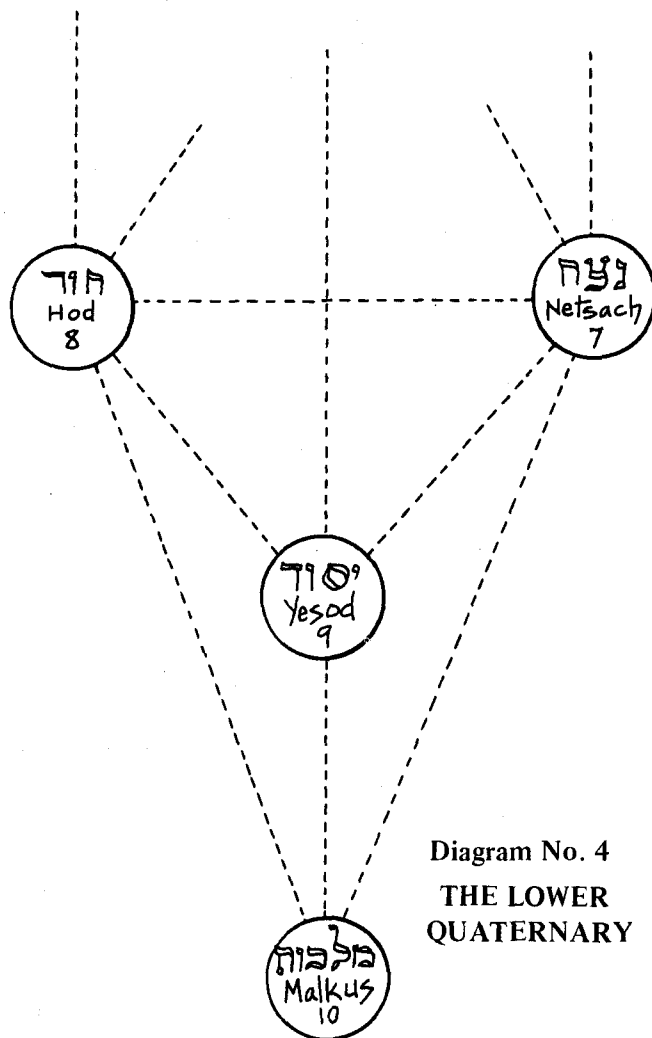 הוד
Hod
8
נצח
Netsach
7
יסוד
Yesod
9
Diagram No. 4
THE LOWER
QUATERNARY
מלכות
Malkus
10